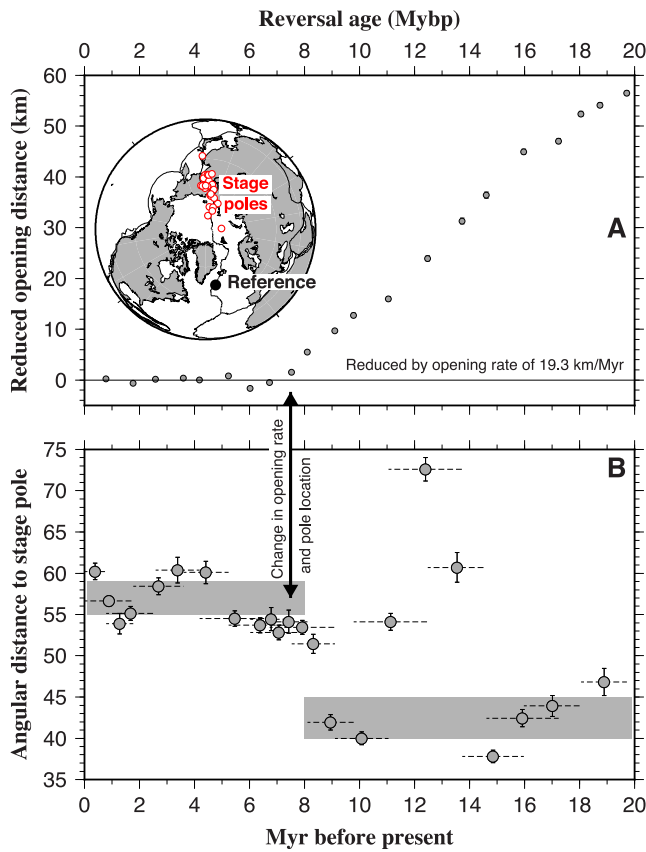 Reversal age (Mybp)
0 2 4 6 8 10 12 14 16 18 20
Reduced opening distance (km)
60
50
40
30
20
10
0
Stage
poles
Reference
A
Reduced by opening rate of 19.3 km/Myr
Change in opening rate
and pole location
B
Angular distance to stage pole
75
70
65
60
55
50
45
40
35
0 2 4 6 8 10 12 14 16 18 20
Myr before present